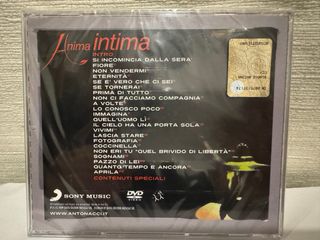 Anima intima
INTRO
SI INCOMINCIA DALLA SERA
FIORE
NON VENDERMI
ETERNITÀ
SE È VERO CHE CI SEI
SE TORNERAI
PRIMA DI TUTTO
NON CI FACCIAMO COMPAGNIA
A VOLTE
LO CONOSCO POCO
IMMAGINA
QUELL'UOMO LÌ
IL CIELO HA UNA PORTA SOLA
VIVIMI
LASCIA STARE
FOTOGRAFIA
COCCINELLA
NON ERI TU "QUEL BRIVIDO DI LIBERTÀ"
SOGNAMI
PAZZO DI LEI
QUANTO TEMPO E ANCORA
APRILA
CONTENUTI SPECIALI
SONY MUSIC
DVD
VIDEO
WWW.ANTONACCI.IT